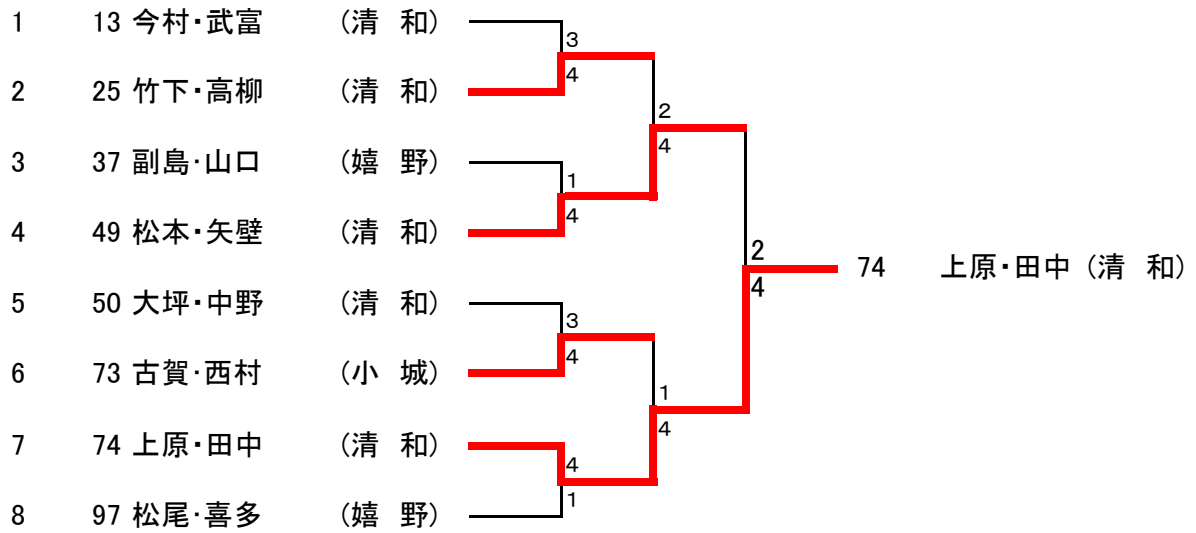 1 13 今村・武富 (清 和)
3
2 25 竹下・高柳 (清 和)
4
2
3 37 副島・山口 (嬉 野)
4
1
4 49 松本・矢壁 (清 和)
4
2
74 上原・田中 (清 和)
4
5 50 大坪・中野 (清 和)
3
6 73 古賀・西村 (小 城)
4
1
7 74 上原・田中 (清 和)
4
4
8 97 松尾・喜多 (嬉 野)
1